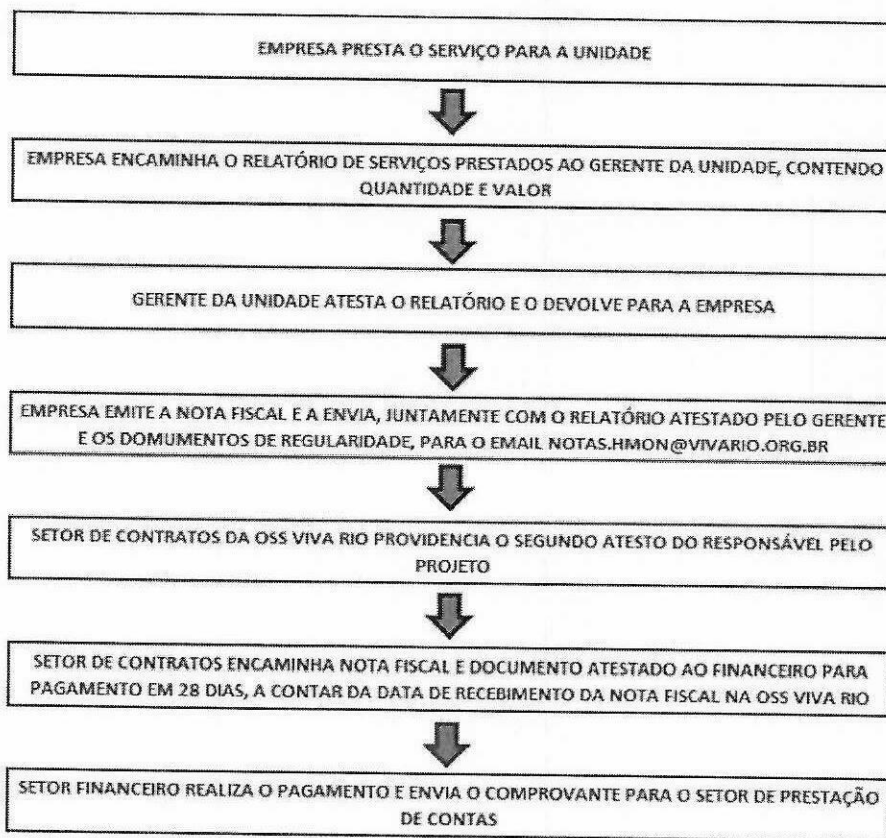 EMPRESA PRESTA O SERVIÇO PARA A UNIDADE
EMPRESA ENCAMINHA O RELATÓRIO DE SERVIÇOS PRESTADOS AO GERENTE DA UNIDADE, CONTENDO
QUANTIDADE E VALOR
GERENTE DA UNIDADE ATESTA O RELATÓRIO E O DEVOLVE PARA A EMPRESA
EMPRESA EMITE A NOTA FISCAL E A ENVIA, JUNTAMENTE COM O RELATÓRIO ATESTADO PELO GERENTE
E OS DOMUMENTOS DE REGULARIDADE, PARA O EMAIL NOTAS.HMON@VIVARIO.ORG.BR
SETOR DE CONTRATOS DA OSS VIVA RIO PROVIDENCIA O SEGUNDO ATESTO DO RESPONSÁVEL PELO
PROJETO
SETOR DE CONTRATOS ENCAMINHA NOTA FISCAL E DOCUMENTO ATESTADO AO FINANCEIRO PARA
PAGAMENTO EM 28 DIAS, A CONTAR DA DATA DE RECEBIMENTO DA NOTA FISCAL NA OSS VIVA RIO
SETOR FINANCEIRO REALIZA O PAGAMENTO E ENVIA O COMPROVANTE PARA O SETOR DE PRESTAÇÃO
DE CONTAS